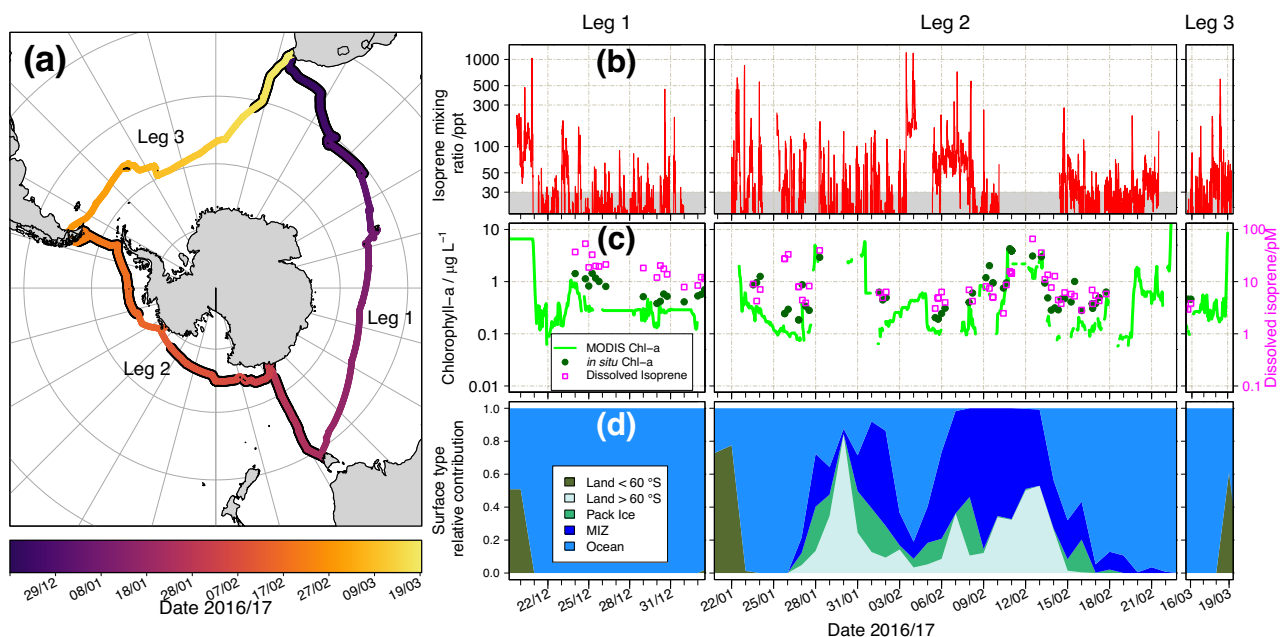 Leg 1
Leg 2
Leg 3
(a)
Leg 3
Leg 1
Leg 2
29/12
08/01
18/01
28/01
07/02
17/02
27/02
09/03
19/03
Date 2016/17
(b)
Isoprene mixing
ratio /ppt
1000
500
300
100
50
30
(c)
Chlorophyll−a / μg L−1
10
1
0.1
0.01
MODIS Chl−a
in situ Chl−a
Dissolved Isoprene
100
10
1
0.1
Dissolved isoprene/pM
(d)
Surface type
relative contribution
1.0
0.8
0.6
0.4
0.2
0.0
Land < 60 °S
Land > 60 °S
Pack Ice
MIZ
Ocean
22/12
25/12
28/12
31/12
22/01
25/01
28/01
31/01
03/02
06/02
09/02
12/02
15/02
18/02
21/02
16/03
19/03
Date 2016/17